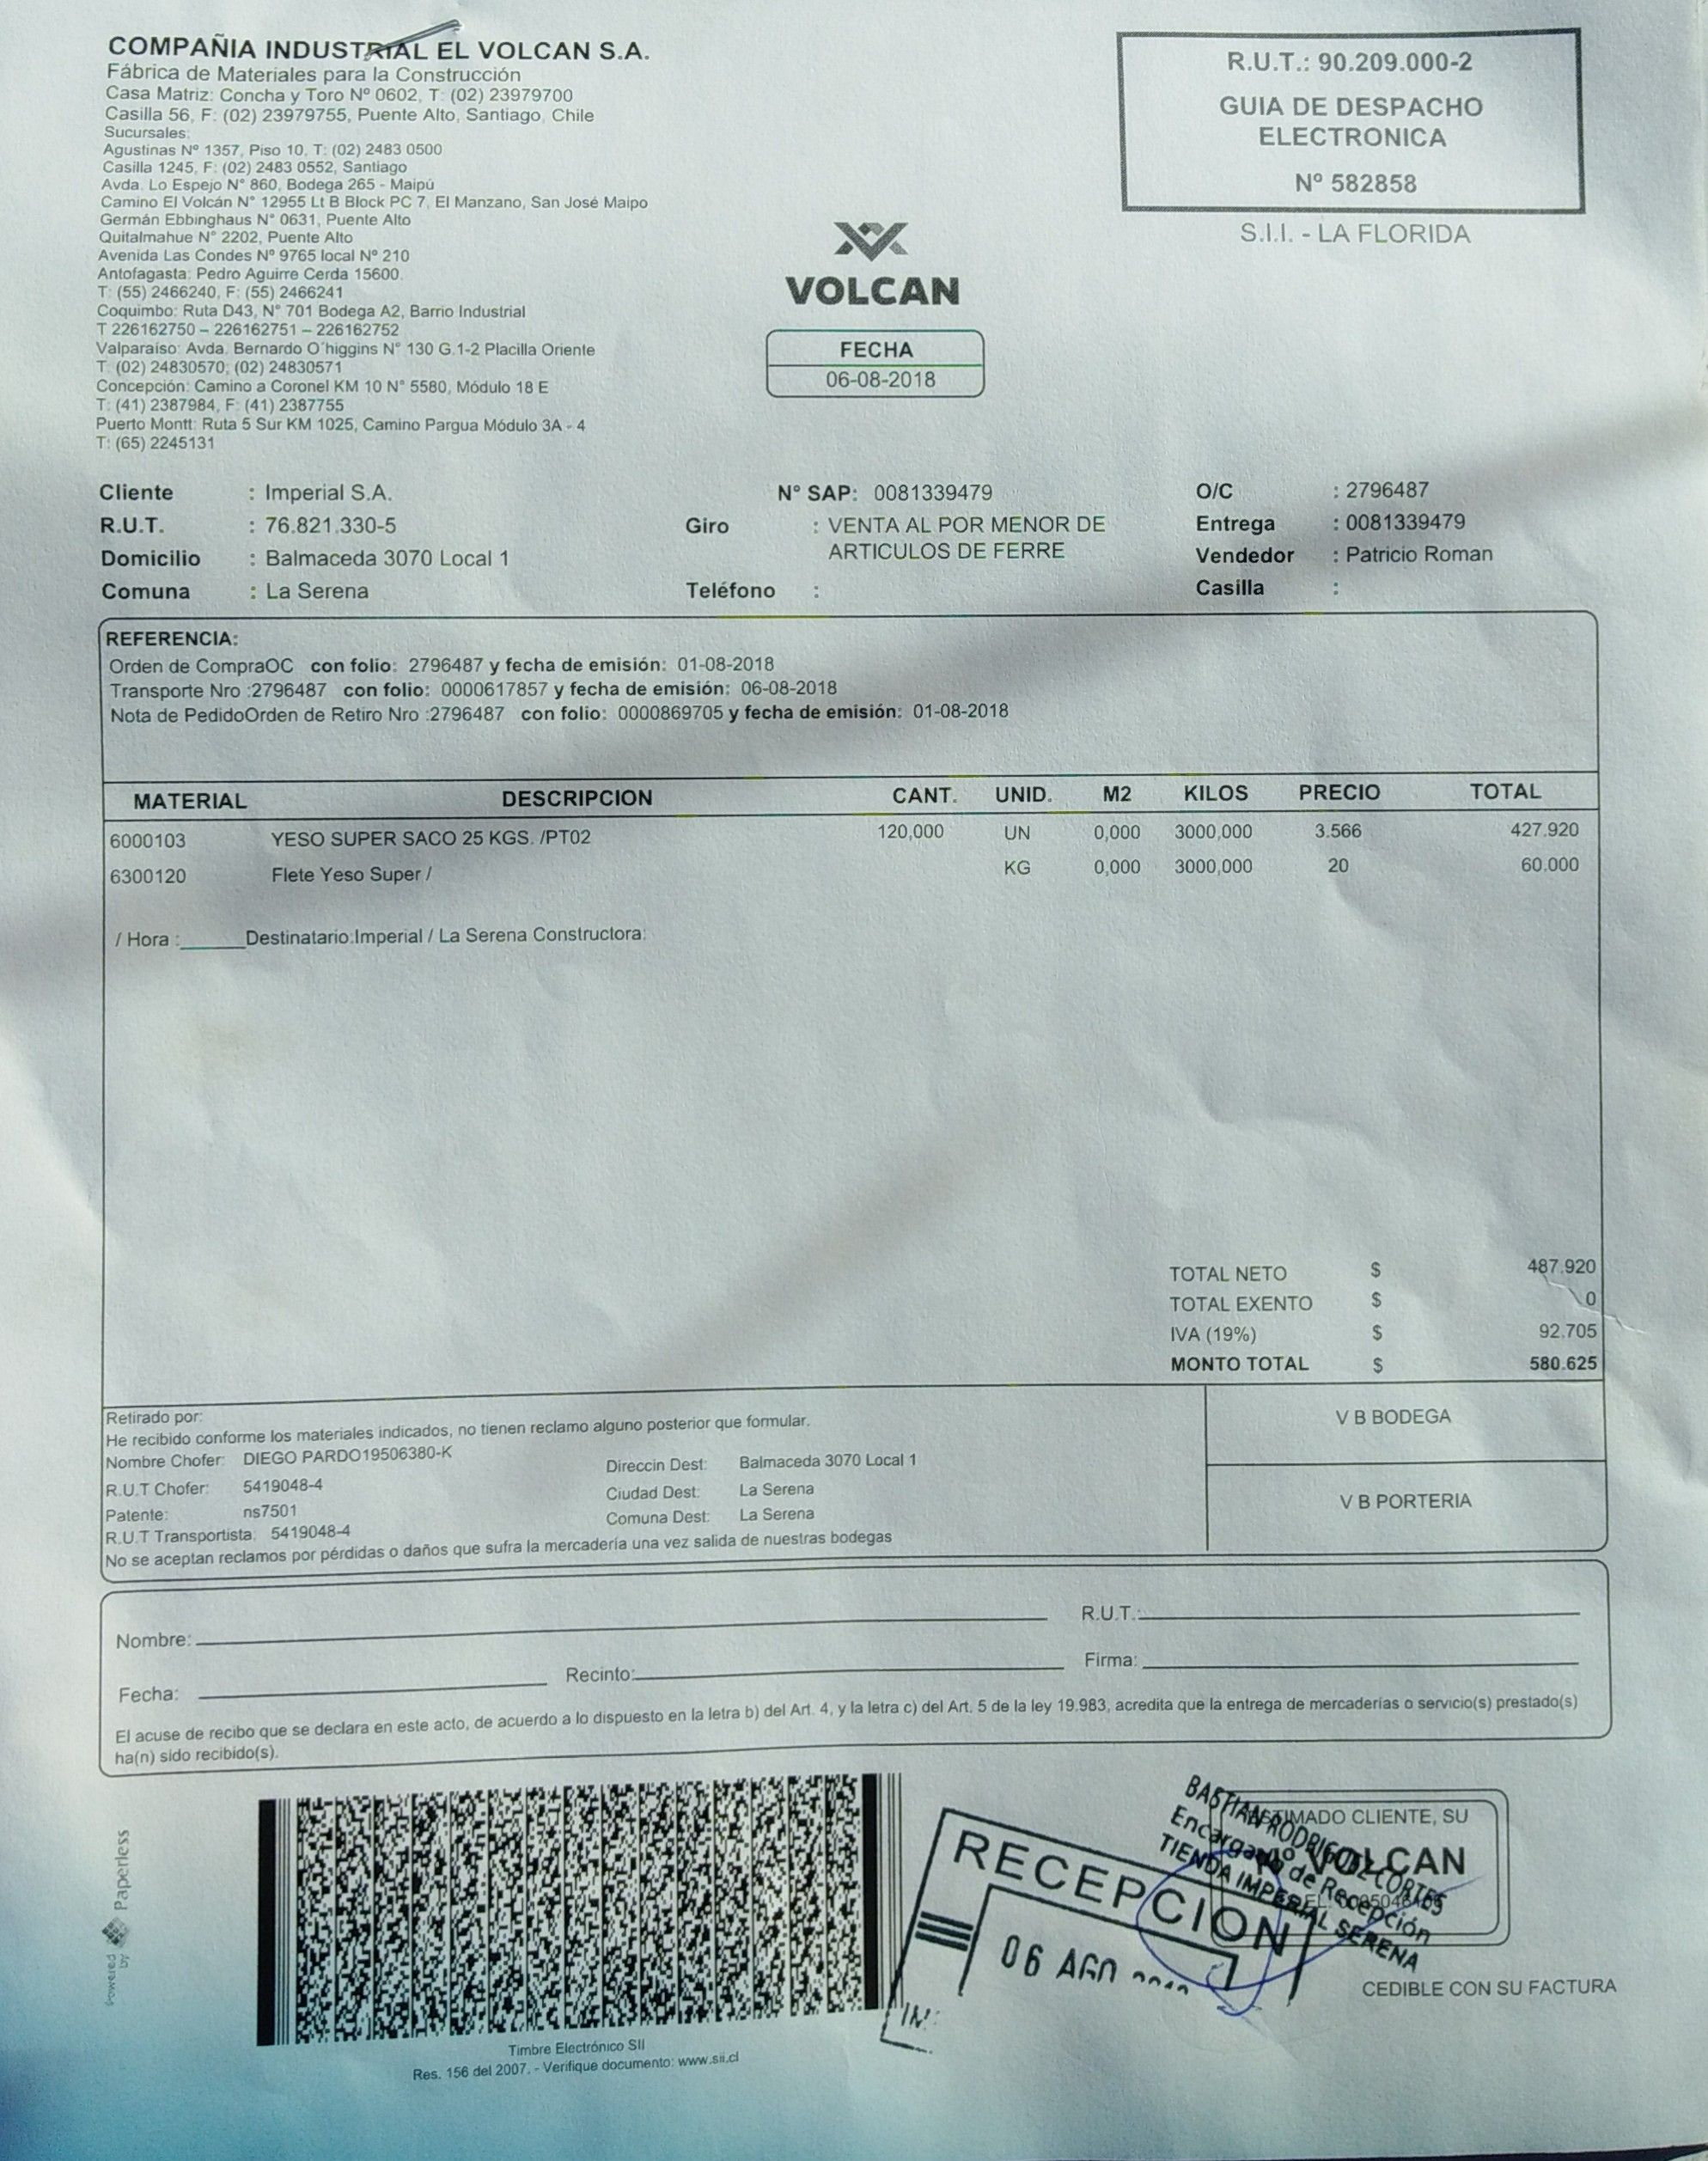 COMPAÑIA INDUSTRIAL EL VOLCAN S.A.
Fábrica de Materiales para la Construcción
Casa Matriz: Concha y Toro Nº 0602, T: (02) 23979700
Casilla 56, F: (02) 23979755, Puente Alto, Santaigo, Chile
Sucursales:
Agustinas Nº 1357, Piso 10, T: (02) 2483 0500
Casilla 1245, F: (02) 2483 0552, Santiago
Avda. Lo Espejo N° 860, Bodega 265 - Maipú
Camino El Volcán N° 12955 Lt B Block PC 7, El Manzano, San José Maipo
Germán Ebbinghaus N° 0631, Puente Alto
Quitalmahue N° 2202, Puente Alto
Avenida Las Condes Nº 9765 local Nº 210
Antofagasta: Pedro Aguirre Cerda 15600.
T: (55) 2466240, F: (55) 2466241
Coquimbo: Ruta D43, N° 701 Bodega A2, Barrio Industrial
T 226162750 – 226162751 – 226162752
Valparaiso: Avda. Bernardo O´higgins N° 130 G.1-2 Placilla Oriente
T: (02) 24830570; (02) 24830571
Concepción: Camino a Coronel KM 10 N° 5580, Módulo 18 E
T: (41) 2387984, F: (41) 2387755
Puerto Montt: Ruta 5 Sur KM 1025, Camino Pargua Módulo 3A - 4
T: (65) 2245131
R.U.T.: 90.209.000-2
GUIA DE DESPACHO
ELECTRONICA
Nº 582858
S.I.I. - LA FLORIDA
VOLCAN
FECHA
06-08-2018
Cliente : Imperial S.A. N° SAP: 0081339479 O/C : 2796487
R.U.T. : 76.821.330-5 Giro : VENTA AL POR MENOR DE Entrega : 0081339479
ARTICULOS DE FERRE
Domicilio : Balmaceda 3070 Local 1 Vendedor : Patricio Roman
Comuna : La Serena Teléfono : Casilla :
REFERENCIA:
Orden de CompraOC con folio: 2796487 y fecha de emisión: 01-08-2018
Transporte Nro :2796487 con folio: 0000617857 y fecha de emisión: 06-08-2018
Nota de PedidoOrden de Retiro Nro :2796487 con folio: 0000869705 y fecha de emisión: 01-08-2018
MATERIAL DESCRIPCION CANT. UNID. M2 KILOS PRECIO TOTAL
6000103 YESO SUPER SACO 25 KGS. /PT02 120,000 UN 0,000 3000,000 3.566 427.920
6300120 Flete Yeso Super / KG 0,000 3000,000 20 60.000
/ Hora :______Destinatario:Imperial / La Serena Constructora:
TOTAL NETO $ 487.920
TOTAL EXENTO $ 0
IVA (19%) $ 92.705
MONTO TOTAL $ 580.625
Retirado por:
He recibido conforme los materiales indicados, no tienen reclamo alguno posterior que formular.
Nombre Chofer: DIEGO PARDO19506380-K Direccin Dest: Balmaceda 3070 Local 1
R.U.T Chofer: 5419048-4 Ciudad Dest: La Serena
Patente: ns7501 Comuna Dest: La Serena
R.U.T Transportista: 5419048-4
No se aceptan reclamos por pérdidas o daños que sufra la mercadería una vez salida de nuestras bodegas
V B BODEGA
V B PORTERIA
Nombre: R.U.T.:
Fecha: Recinto: Firma:
El acuse de recibo que se declara en este acto, de acuerdo a lo dispuesto en la letra b) del Art. 4, y la letra c) del Art. 5 de la ley 19.983, acredita que la entrega de mercaderías o servicio(s) prestado(s)
ha(n) sido recibido(s).
Powered by Paperless
Timbre Electrónico SII
Res. 156 del 2007. - Verifique documento: www.sii.cl
RECEPCION
06 AGO
BASTIAN RODRIGUEZ CORTES
Encargado de Recepción
TIENDA IMPERIAL SERENA
ESTIMADO CLIENTE, SU
VOLCAN
CEDIBLE CON SU FACTURA